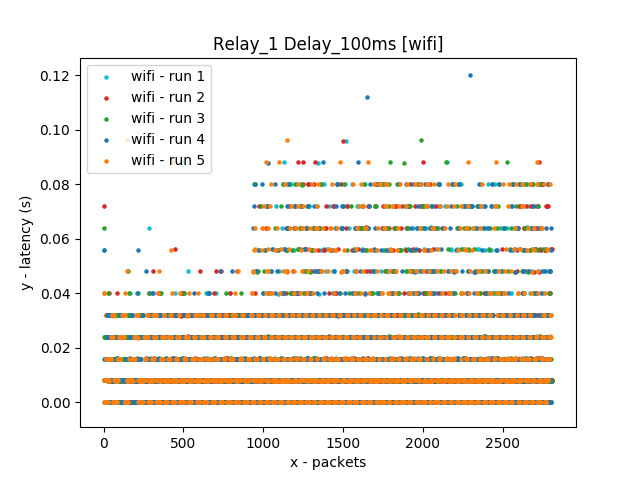 Relay_1 Delay_100ms [wifi]
y - latency (s)
0.12
0.10
0.08
0.06
0.04
0.02
0.00
wifi - run 1
wifi - run 2
wifi - run 3
wifi - run 4
wifi - run 5
0
500
1000
1500
2000
2500
x - packets